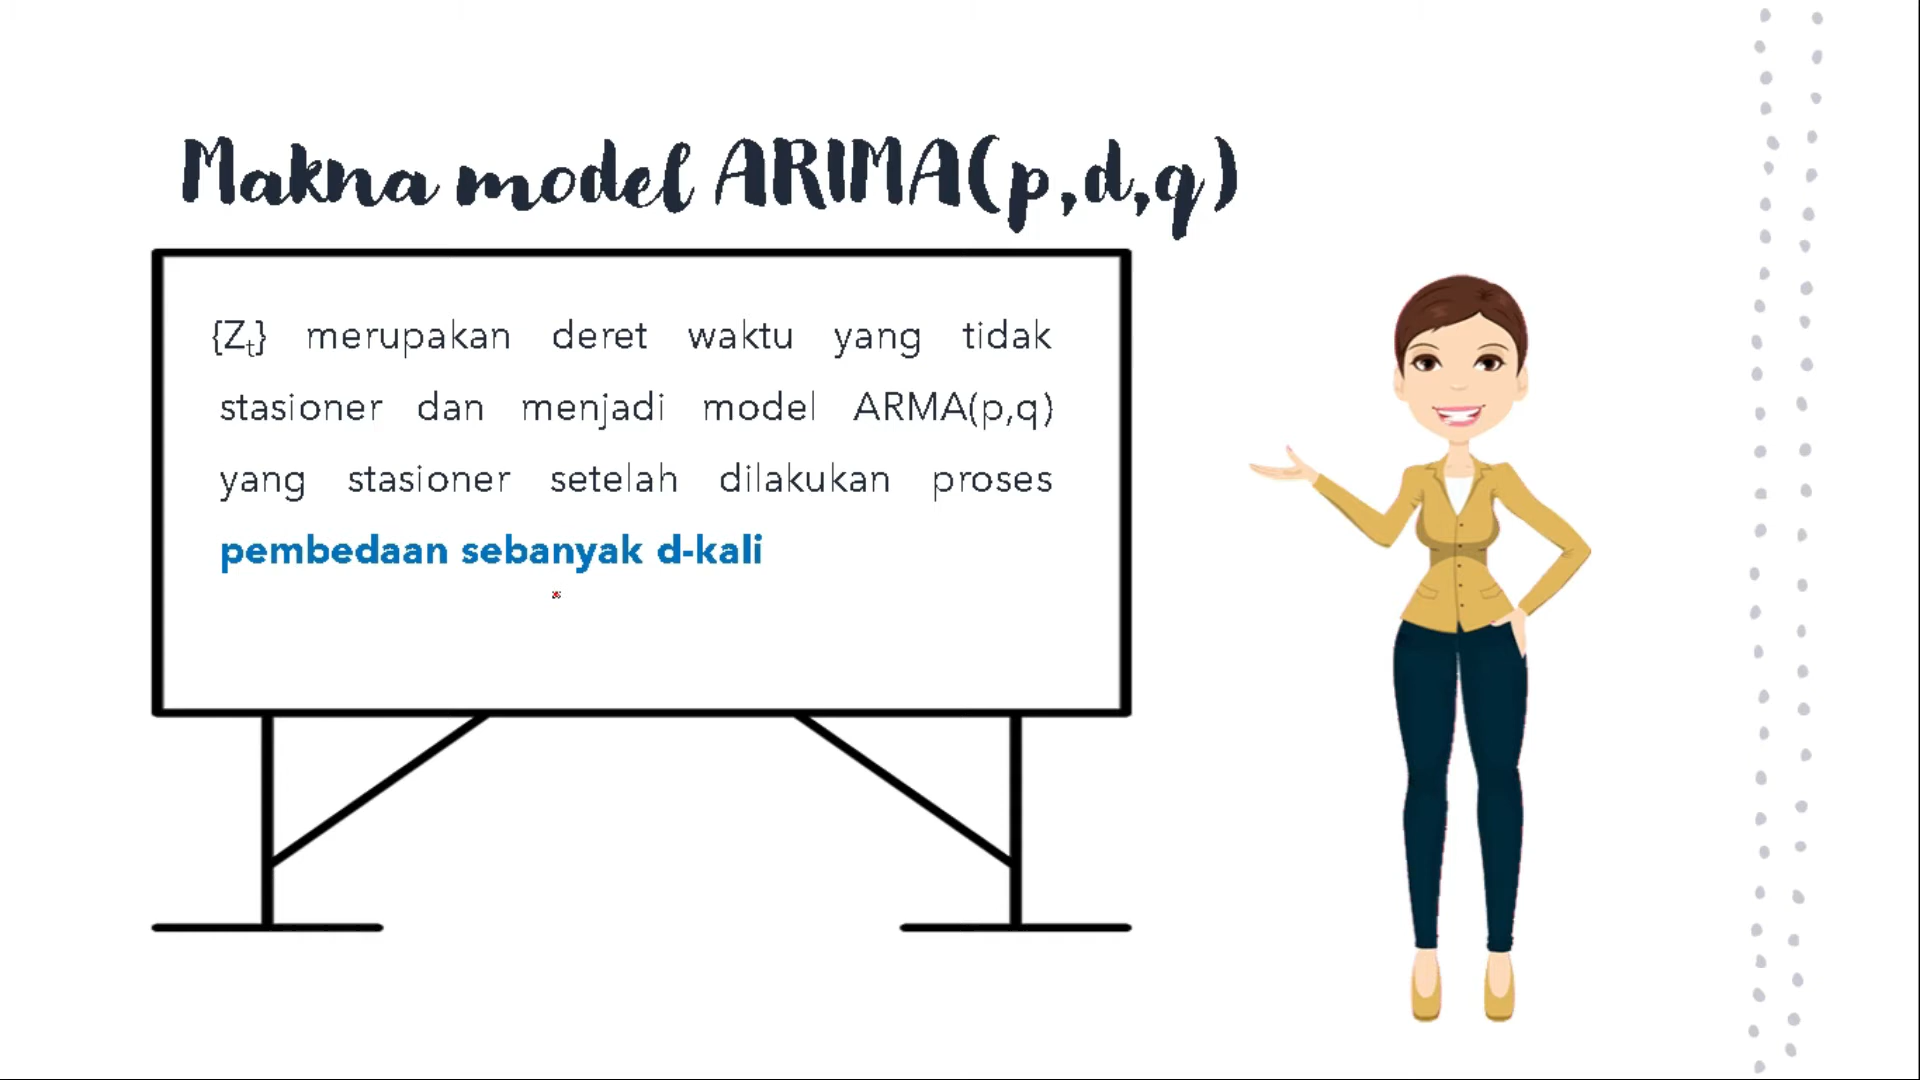 Makna model ARIMA(p,d,q)
{Zt} merupakan deret waktu yang tidak
stasioner dan menjadi model ARMA(p,q)
yang stasioner setelah dilakukan proses
pembedaan sebanyak d-kali